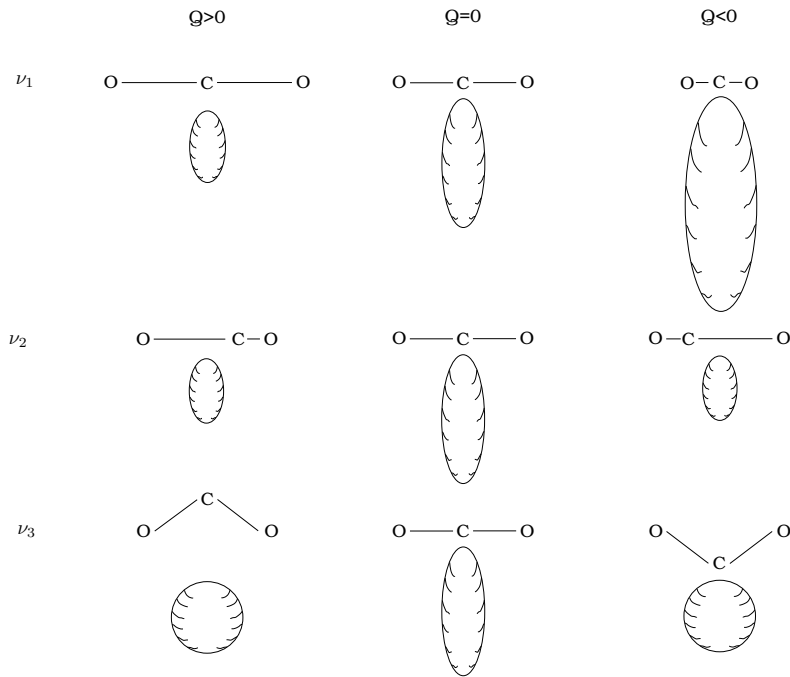 Q>0 Q=0 Q<0
ν₁ O C O O C O O C O
ν₂ O C O O C O O C O
C
ν₃ O O O C O O O
C